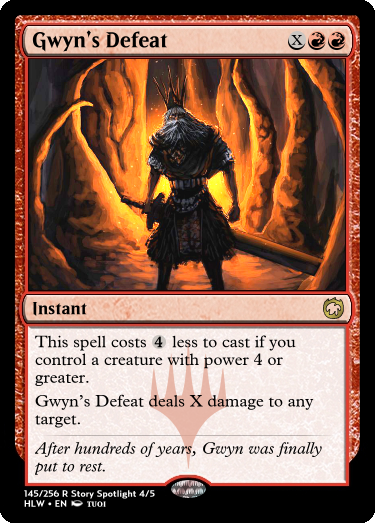 Gwyn's Defeat X R R
Instant
This spell costs 4 less to cast if you
control a creature with power 4 or
greater.
Gwyn's Defeat deals X damage to any
target.
After hundreds of years, Gwyn was finally
put to rest.
145/256 R Story Spotlight 4/5
HLW • EN TUOI